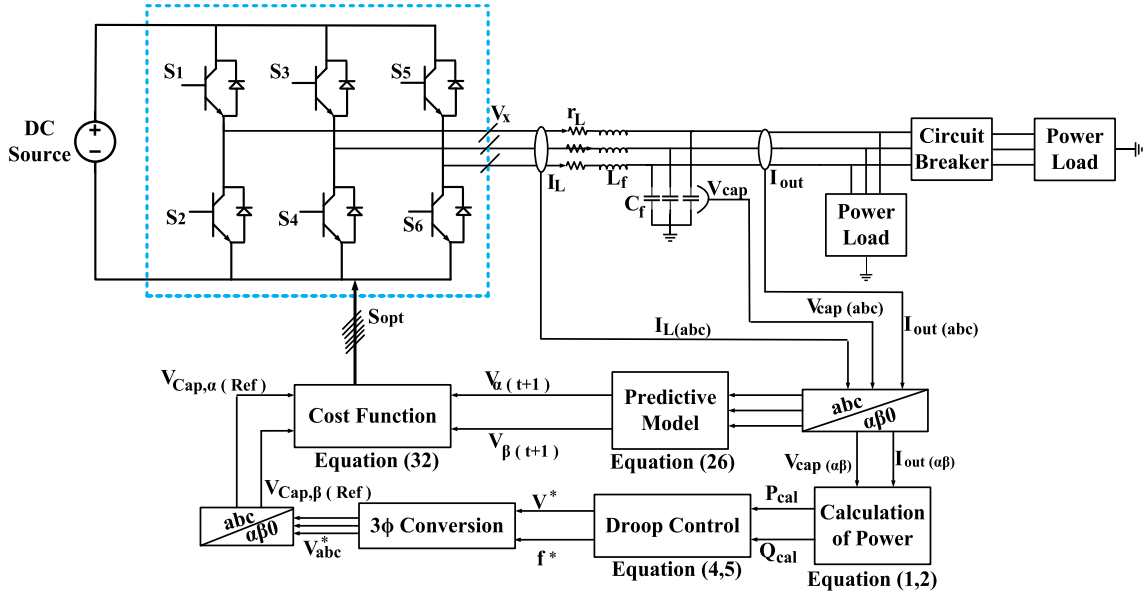 S1
S3
S5
DC
Source
Vx
rL
IL
Lf
Cf
Vcap
Iout
Circuit
Breaker
Power
Load
S2
S4
S6
Power
Load
Sopt
IL(abc)
Vcap (abc)
Iout (abc)
VCap,α ( Ref )
Cost Function
Equation (32)
Vα ( t+1 )
Vβ ( t+1 )
Predictive
Model
Equation (26)
abc
αβ0
Vcap (αβ)
Iout (αβ)
VCap,β ( Ref )
abc
αβ0
V*abc
3ϕ Conversion
V*
f*
Droop Control
Equation (4,5)
Pcal
Qcal
Calculation
of Power
Equation (1,2)